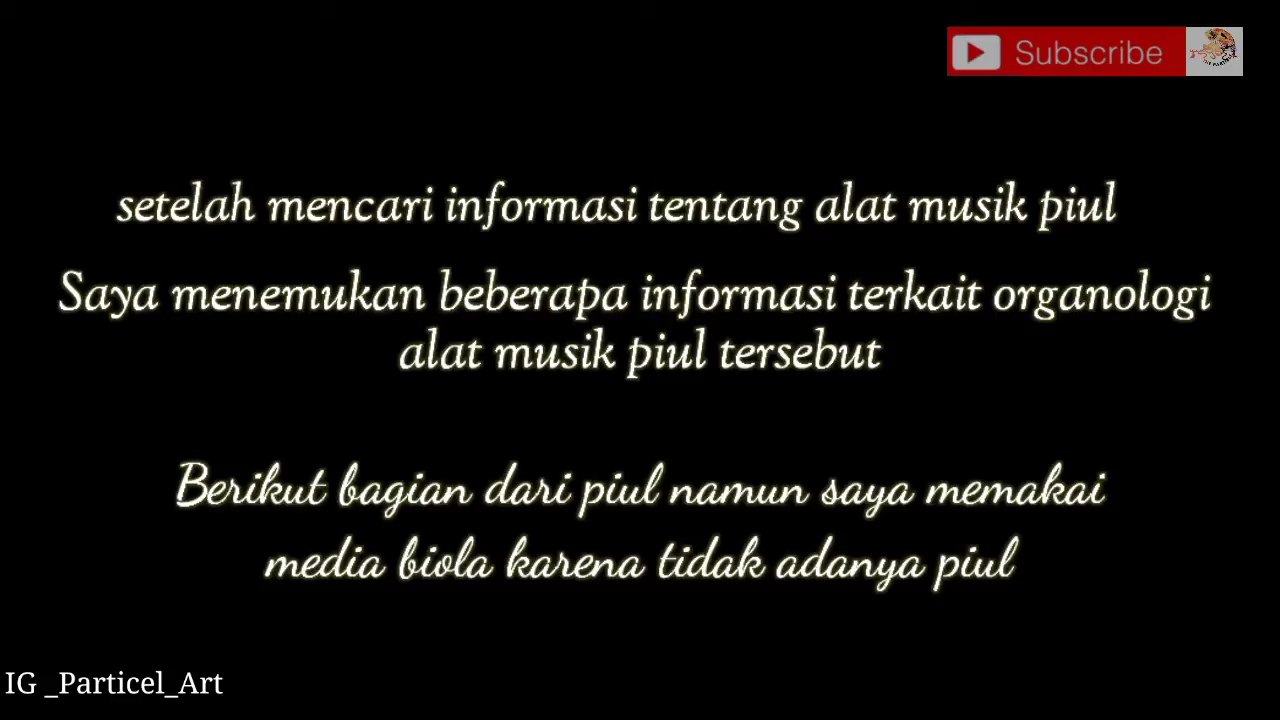 Subscribe
setelah mencari informasi tentang alat musik piul
Saya menemukan beberapa informasi terkait organologi
alat musik piul tersebut
Berikut bagian dari piul namun saya memakai
media biola karena tidak adanya piul
IG _Particel_Art